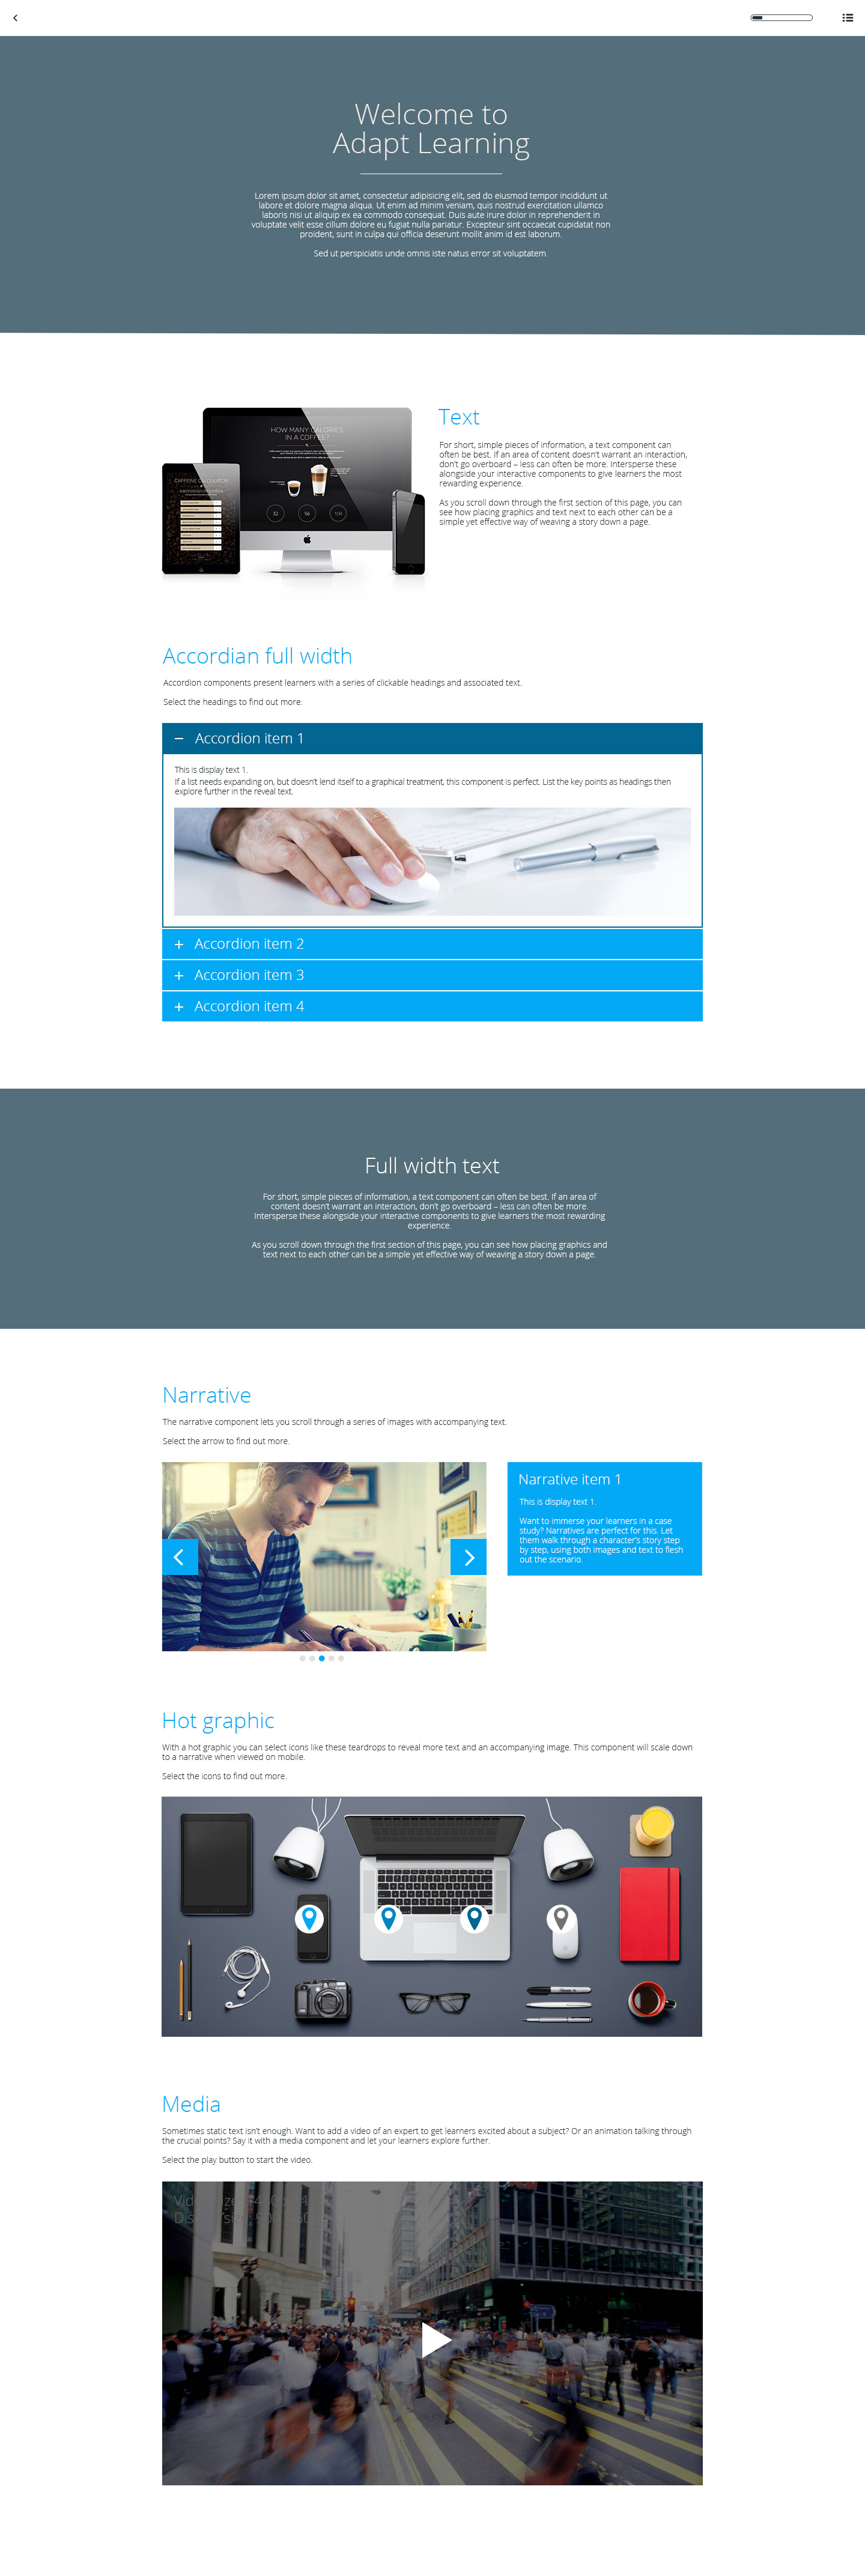 Welcome to
Adapt Learning
Lorem ipsum dolor sit amet, consectetur adipisicing elit, sed do eiusmod tempor incididunt ut
labore et dolore magna aliqua. Ut enim ad minim veniam, quis nostrud exercitation ullamco
laboris nisi ut aliquip ex ea commodo consequat. Duis aute irure dolor in reprehenderit in
voluptate velit esse cillum dolore eu fugiat nulla pariatur. Excepteur sint occaecat cupidatat non
proident, sunt in culpa qui officia deserunt mollit anim id est laborum.
Sed ut perspiciatis unde omnis iste natus error sit voluptatem.
HOW MANY CALORIES
IN A COFFEE?
CAFFEINE CALCULATOR
32
56
10K
Text
For short, simple pieces of information, a text component can
often be best. If an area of content doesn't warrant an interaction,
don't go overboard – less can often be more. Intersperse these
alongside your interactive components to give learners the most
rewarding experience.
As you scroll down through the first section of this page, you can
see how placing graphics and text next to each other can be a
simple yet effective way of weaving a story down a page.
Accordian full width
Accordion components present learners with a series of clickable headings and associated text.
Select the headings to find out more.
Accordion item 1
This is display text 1.
If a list needs expanding on, but doesn't lend itself to a graphical treatment, this component is perfect. List the key points as headings then
explore further in the reveal text.
Accordion item 2
Accordion item 3
Accordion item 4
Full width text
For short, simple pieces of information, a text component can often be best. If an area of
content doesn't warrant an interaction, don't go overboard – less can often be more.
Intersperse these alongside your interactive components to give learners the most rewarding
experience.
As you scroll down through the first section of this page, you can see how placing graphics and
text next to each other can be a simple yet effective way of weaving a story down a page.
Narrative
The narrative component lets you scroll through a series of images with accompanying text.
Select the arrow to find out more.
Narrative item 1
This is display text 1.
Want to immerse your learners in a case
study? Narratives are perfect for this. Let
them walk through a character's story step
by step, using both images and text to flesh
out the scenario.
Hot graphic
With a hot graphic you can select icons like these teardrops to reveal more text and an accompanying image. This component will scale down
to a narrative when viewed on mobile.
Select the icons to find out more.
Media
Sometimes static text isn't enough. Want to add a video of an expert to get learners excited about a subject? Or an animation talking through
the crucial points? Say it with a media component and let your learners explore further.
Select the play button to start the video.